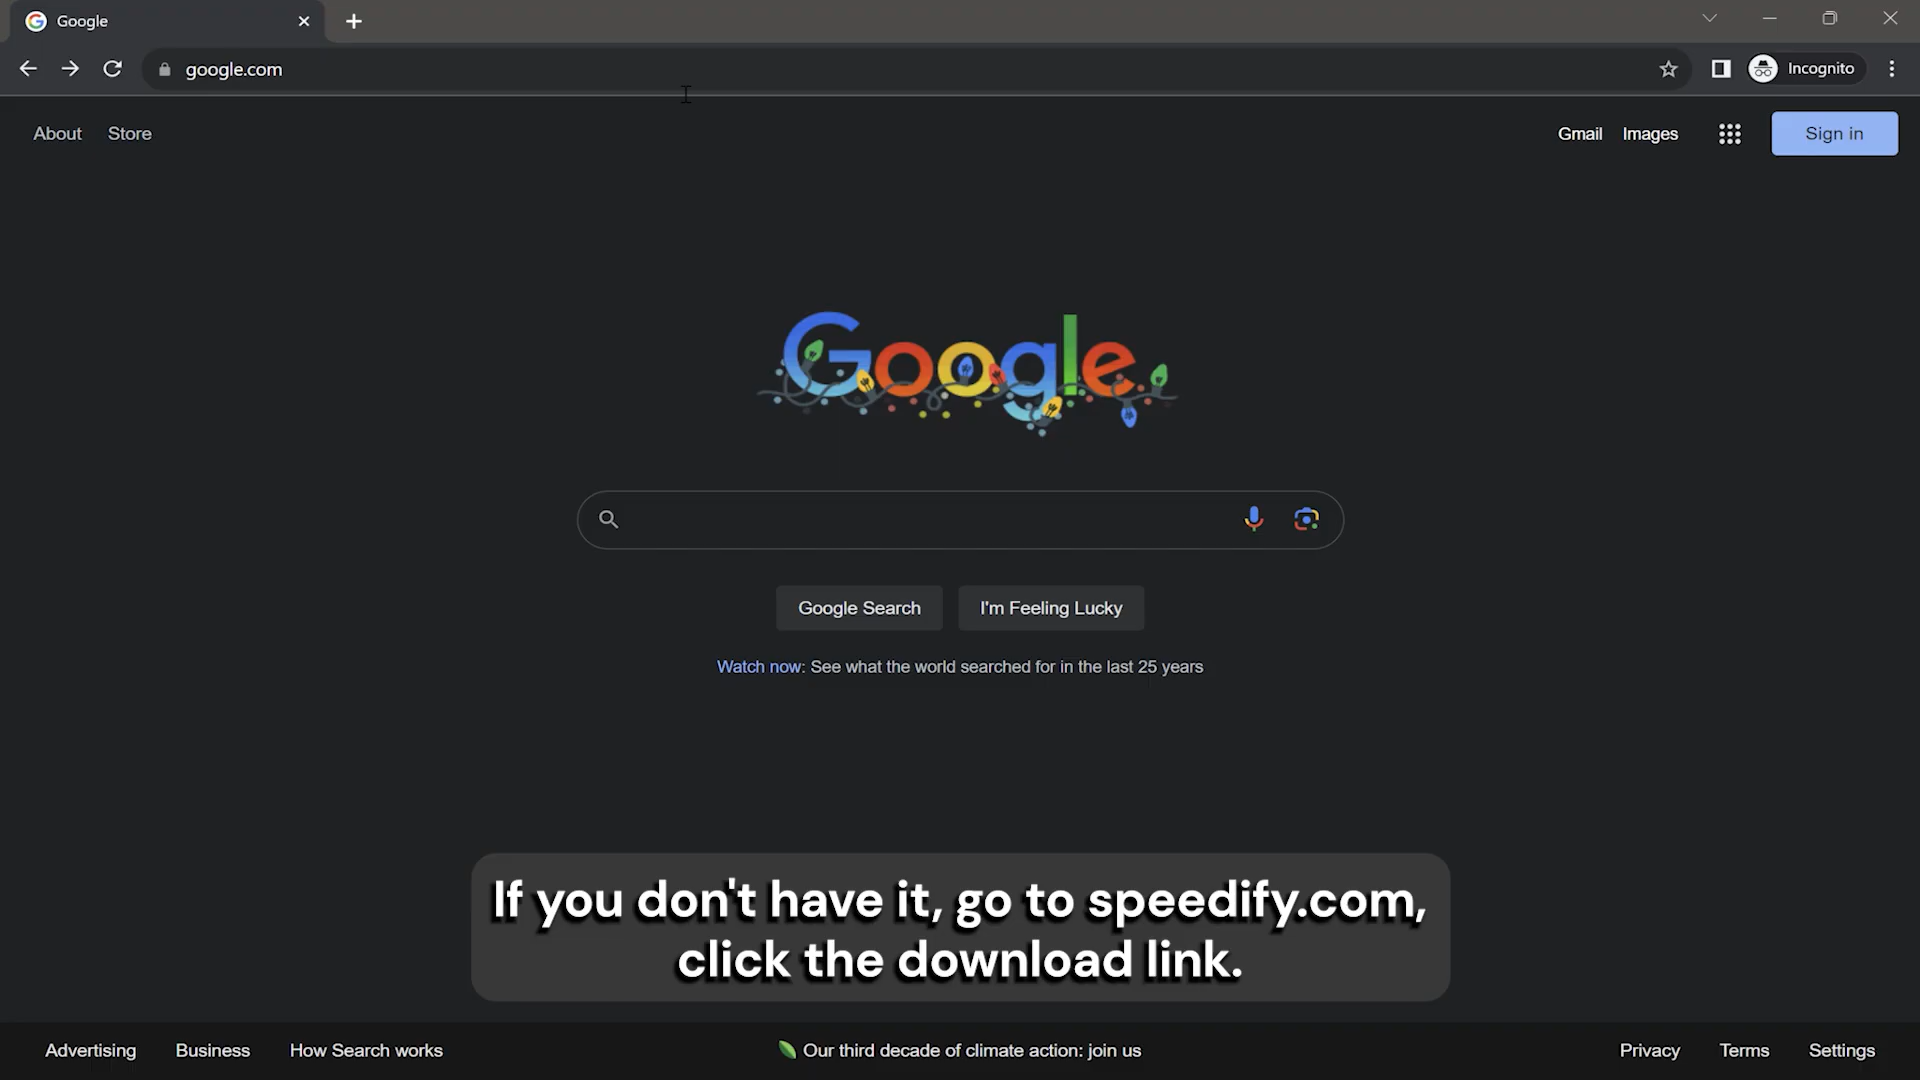 Google
google.com
Incognito
About Store
Gmail Images Sign in
Google
Google Search I'm Feeling Lucky
Watch now: See what the world searched for in the last 25 years
If you don't have it, go to speedify.com,
click the download link.
Advertising Business How Search works
Our third decade of climate action: join us
Privacy Terms Settings